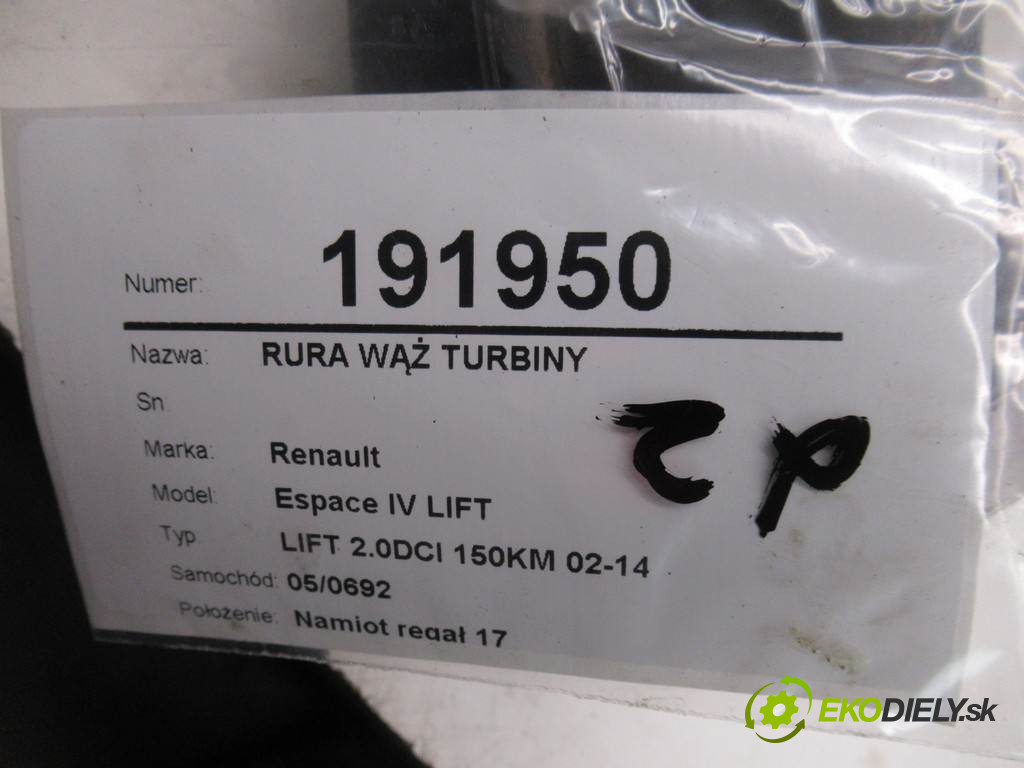 Numer: 191950
Nazwa: RURA WĄŻ TURBINY
Sn
Marka: Renault
Model: Espace IV LIFT
Typ LIFT 2.0DCI 150KM 02-14
Samochód: 05/0692
Położenie: Namiot regał 17
EKODIELY.sk